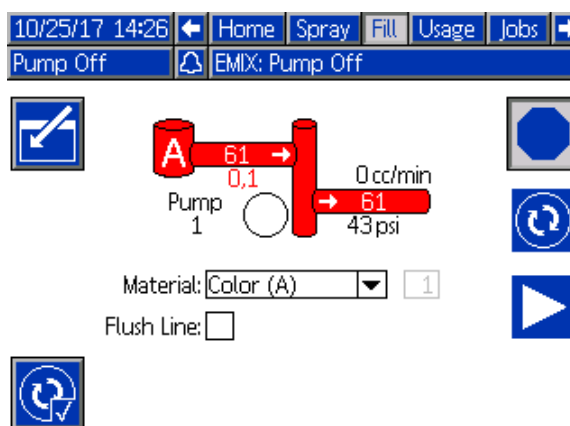 10/25/17 14:26 Home Spray Fill Usage Jobs
Pump Off EMIX: Pump Off
A 61
0,1
0 cc/min
Pump
1
61
43 psi
Material: Color (A) 1
Flush Line: